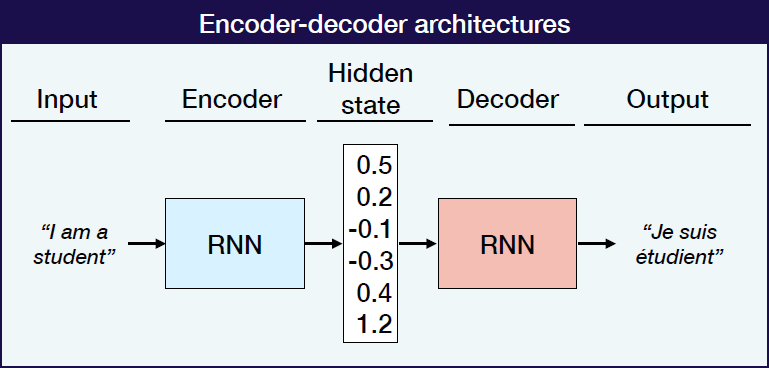 Encoder-decoder architectures
Input
Encoder
Hidden
state
Decoder
Output
“I am a
student”
RNN
0.5
0.2
-0.1
-0.3
0.4
1.2
RNN
“Je suis
étudient”